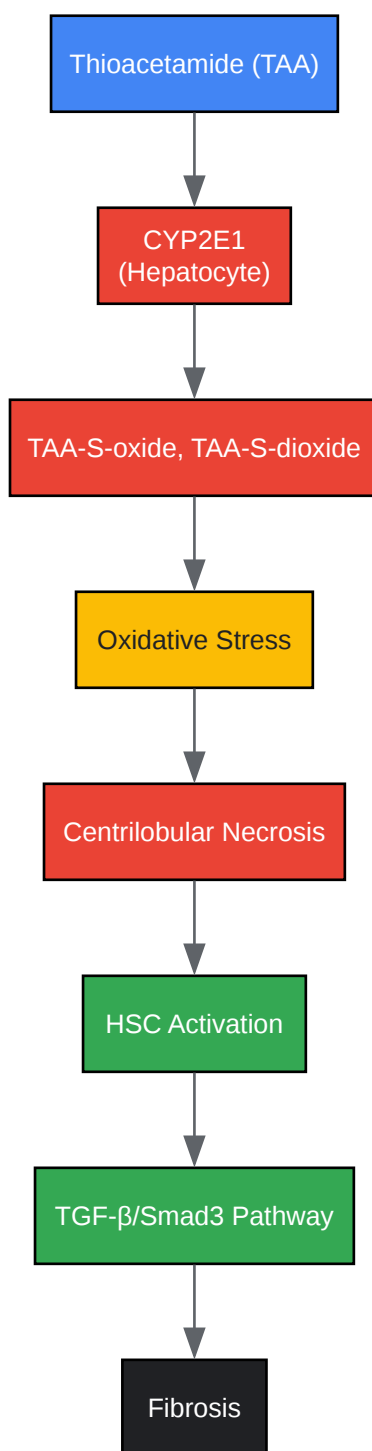 Thioacetamide (TAA)
CYP2E1
(Hepatocyte)
TAA-S-oxide, TAA-S-dioxide
Oxidative Stress
Centrilobular Necrosis
HSC Activation
TGF-β/Smad3 Pathway
Fibrosis